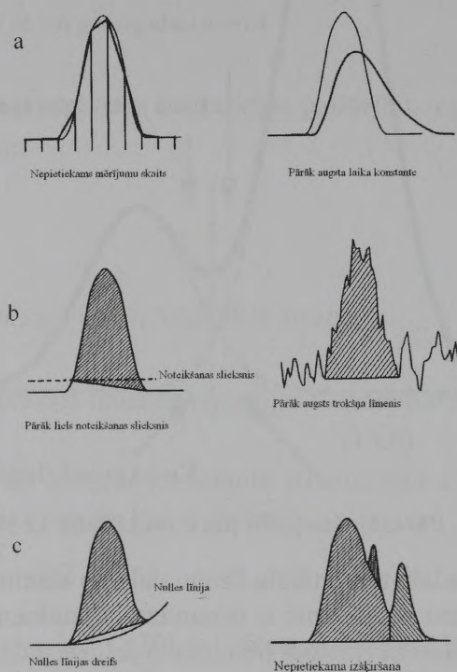 a
Nepietiekams mērījumu skaits
Pārāk augsta laika konstante
b
Noteikšanas slieksnis
Pārāk liels noteikšanas slieksnis
Pārāk augsts trokšņa līmenis
c
Nulles līnija
Nulles līnijas dreifs
Nepietiekama izšķiršana